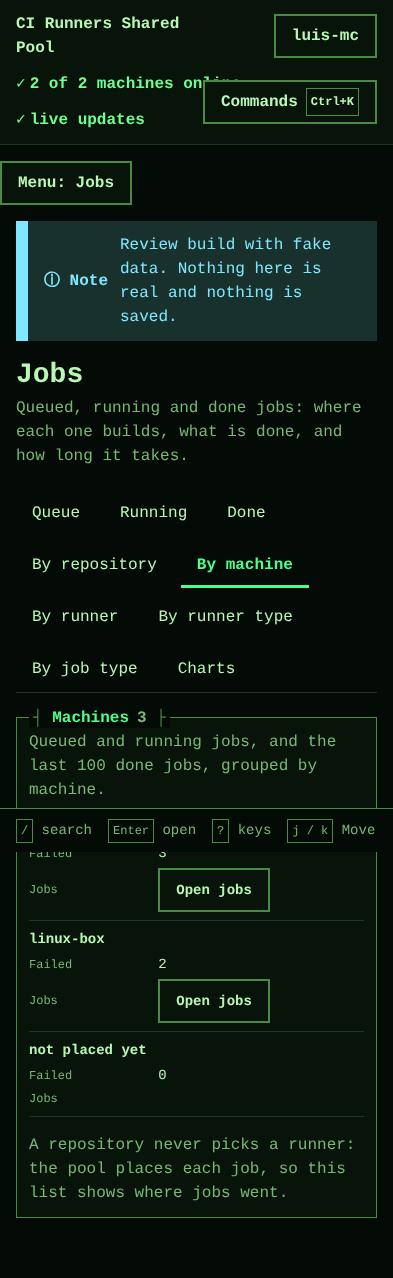 CI Runners Shared
Pool
luis-mc
✓ 2 of 2 machines
✓ live updates
Commands Ctrl+K
Menu: Jobs
ⓘ Note
Review build with fake
data. Nothing here is
real and nothing is
saved.
Jobs
Queued, running and done jobs: where
each one builds, what is done, and
how long it takes.
Queue Running Done
By repository By machine
By runner By runner type
By job type Charts
Machines 3
Queued and running jobs, and the
last 100 done jobs, grouped by
machine.
/ search Enter open ? keys j / k Move
Failed 3
Jobs Open jobs
linux-box
Failed 2
Jobs Open jobs
not placed yet
Failed 0
Jobs
A repository never picks a runner:
the pool places each job, so this
list shows where jobs went.